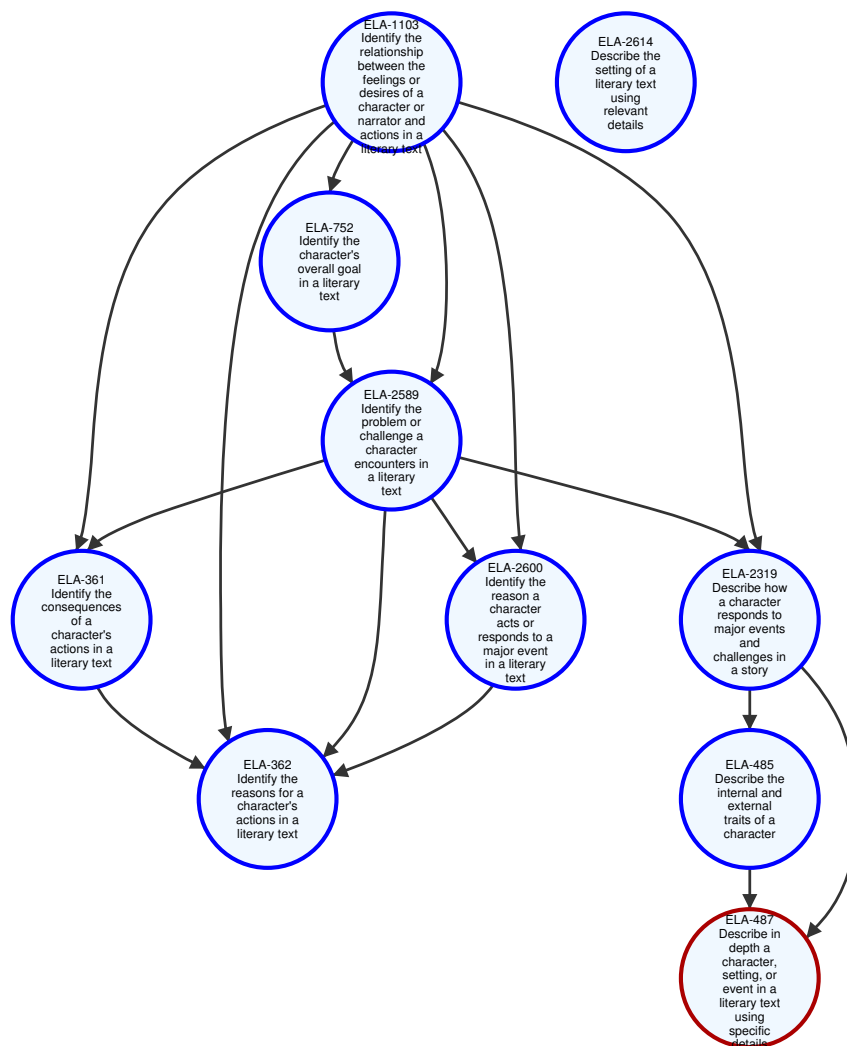 ELA-1103
Identify the
relationship
between the
feelings or
desires of a
character or
narrator and
actions in a
literary text
ELA-2614
Describe the
setting of a
literary text
using
relevant
details
ELA-752
Identify the
character's
overall goal
in a literary
text
ELA-2589
Identify the
problem or
challenge a
character
encounters in
a literary
text
ELA-361
Identify the
consequences
of a
character's
actions in a
literary text
ELA-2600
Identify the
reason a
character
acts or
responds to a
major event
in a literary
text
ELA-2319
Describe how
a character
responds to
major events
and
challenges in
a story
ELA-362
Identify the
reasons for a
character's
actions in a
literary text
ELA-485
Describe the
internal and
external
traits of a
character
ELA-487
Describe in
depth a
character,
setting, or
event in a
literary text
using
specific
details